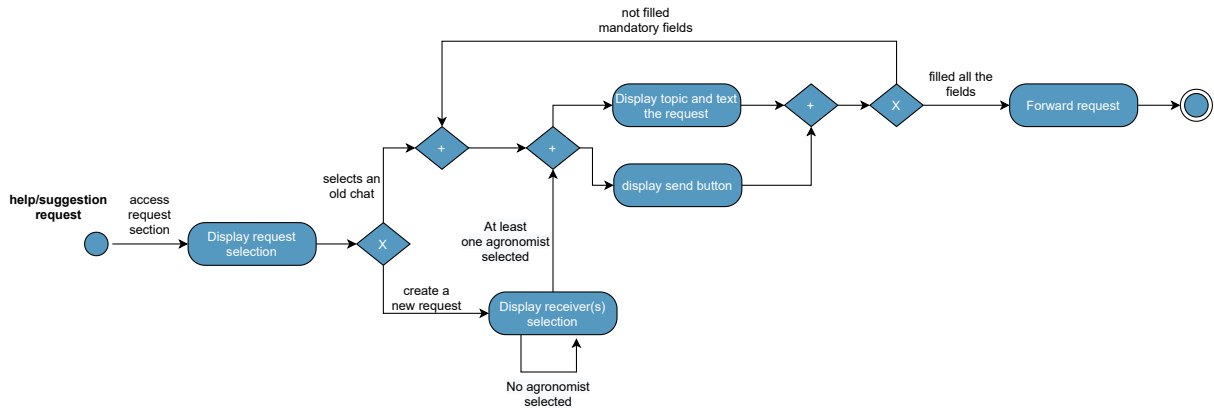 not filled
mandatory fields
filled all the
fields
Display topic and text
the request
+
X
Forward request
+
+
selects an
old chat
display send button
help/suggestion
request
access
request
section
Display request
selection
X
At least
one agronomist
selected
create a
new request
Display receiver(s)
selection
No agronomist
selected